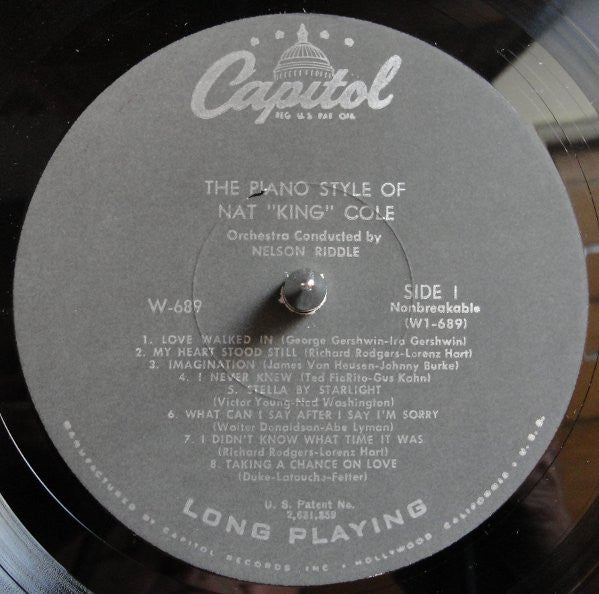 Capitol
REG. U.S. PAT. OFF.
THE PIANO STYLE OF
NAT "KING" COLE
Orchestra Conducted by
NELSON RIDDLE
W-689
SIDE 1
Nonbreakable
(W1-689)
1. LOVE WALKED IN (George Gershwin-Ira Gershwin)
2. MY HEART STOOD STILL (Richard Rodgers-Lorenz Hart)
3. IMAGINATION (James Van Heusen-Johnny Burke)
4. I NEVER KNEW (Ted FioRito-Gus Kahn)
5. STELLA BY STARLIGHT
(Victor Young-Ned Washington)
6. WHAT CAN I SAY AFTER I SAY I'M SORRY
(Walter Donaldson-Abe Lyman)
7. I DIDN'T KNOW WHAT TIME IT WAS
(Richard Rodgers-Lorenz Hart)
8. TAKING A CHANCE ON LOVE
(Duke-Latouche-Fetter)
U. S. Patent No.
2,631,859
LONG PLAYING
MANUFACTURED BY CAPITOL RECORDS INC • HOLLYWOOD CALIFORNIA • U.S.A.